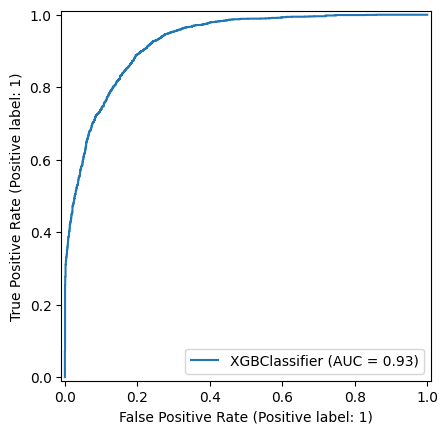 1.0
0.8
0.6
0.4
0.2
0.0
True Positive Rate (Positive label: 1)
XGBClassifier (AUC = 0.93)
0.0 0.2 0.4 0.6 0.8 1.0
False Positive Rate (Positive label: 1)